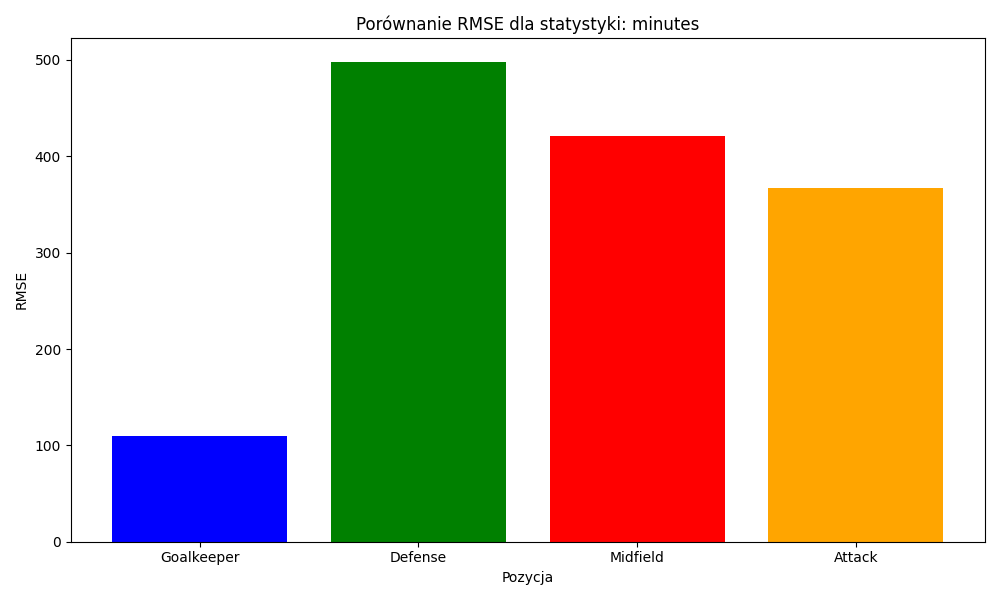 Porównanie RMSE dla statystyki: minutes
RMSE
500
400
300
200
100
0
Goalkeeper
Defense
Midfield
Attack
Pozycja